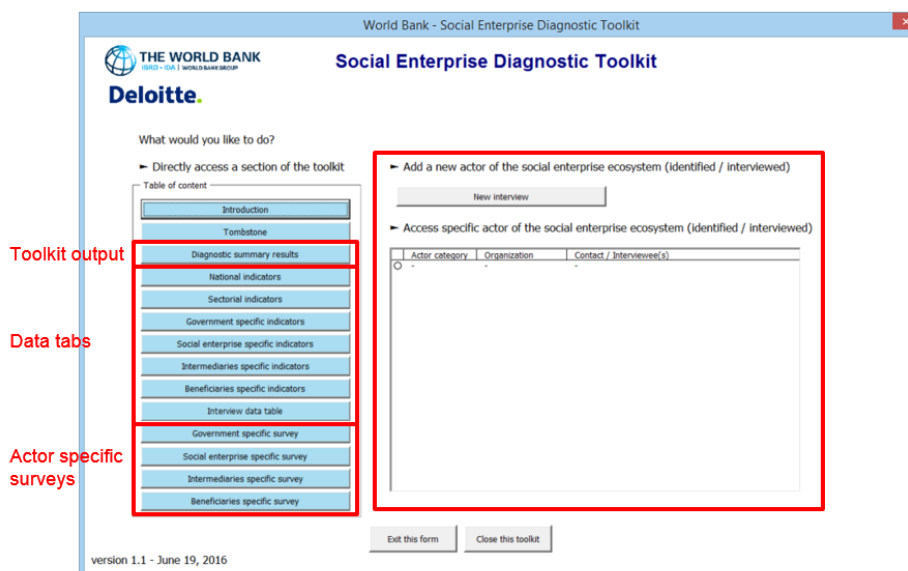 World Bank - Social Enterprise Diagnostic Toolkit
x
THE WORLD BANK
IBRD - IDA | WORLD BANK GROUP
Social Enterprise Diagnostic Toolkit
Deloitte.
What would you like to do?
► Directly access a section of the toolkit
Table of content
Introduction
Tombstone
Toolkit output
Diagnostic summary results
National indicators
Sectorial indicators
Government specific indicators
Data tabs
Social enterprise specific indicators
Intermediaries specific indicators
Beneficiaries specific indicators
Interview data table
Government specific survey
Actor specific
surveys
Social enterprise specific survey
Intermediaries specific survey
Beneficiaries specific survey
► Add a new actor of the social enterprise ecosystem (identified / interviewed)
New interview
► Access specific actor of the social enterprise ecosystem (identified / interviewed)
Actor category Organization Contact / Interviewee(s)
- - -
Exit this form Close this toolkit
version 1.1 - June 19, 2016